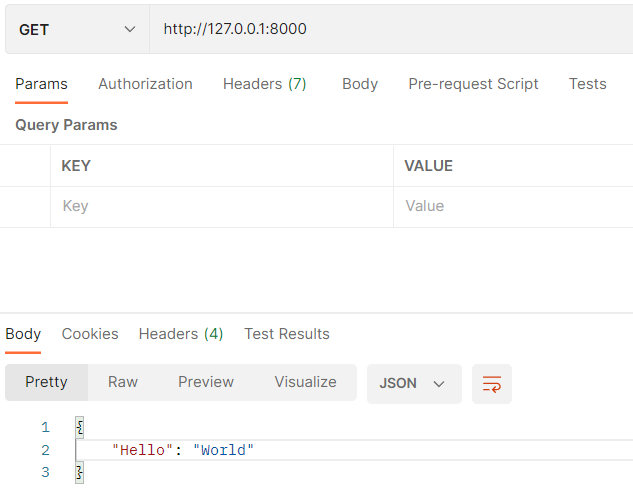 GET http://127.0.0.1:8000
Params Authorization Headers (7) Body Pre-request Script Tests
Query Params
KEY VALUE
Key Value
Body Cookies Headers (4) Test Results
Pretty Raw Preview Visualize JSON
1 {
2 "Hello": "World"
3 }